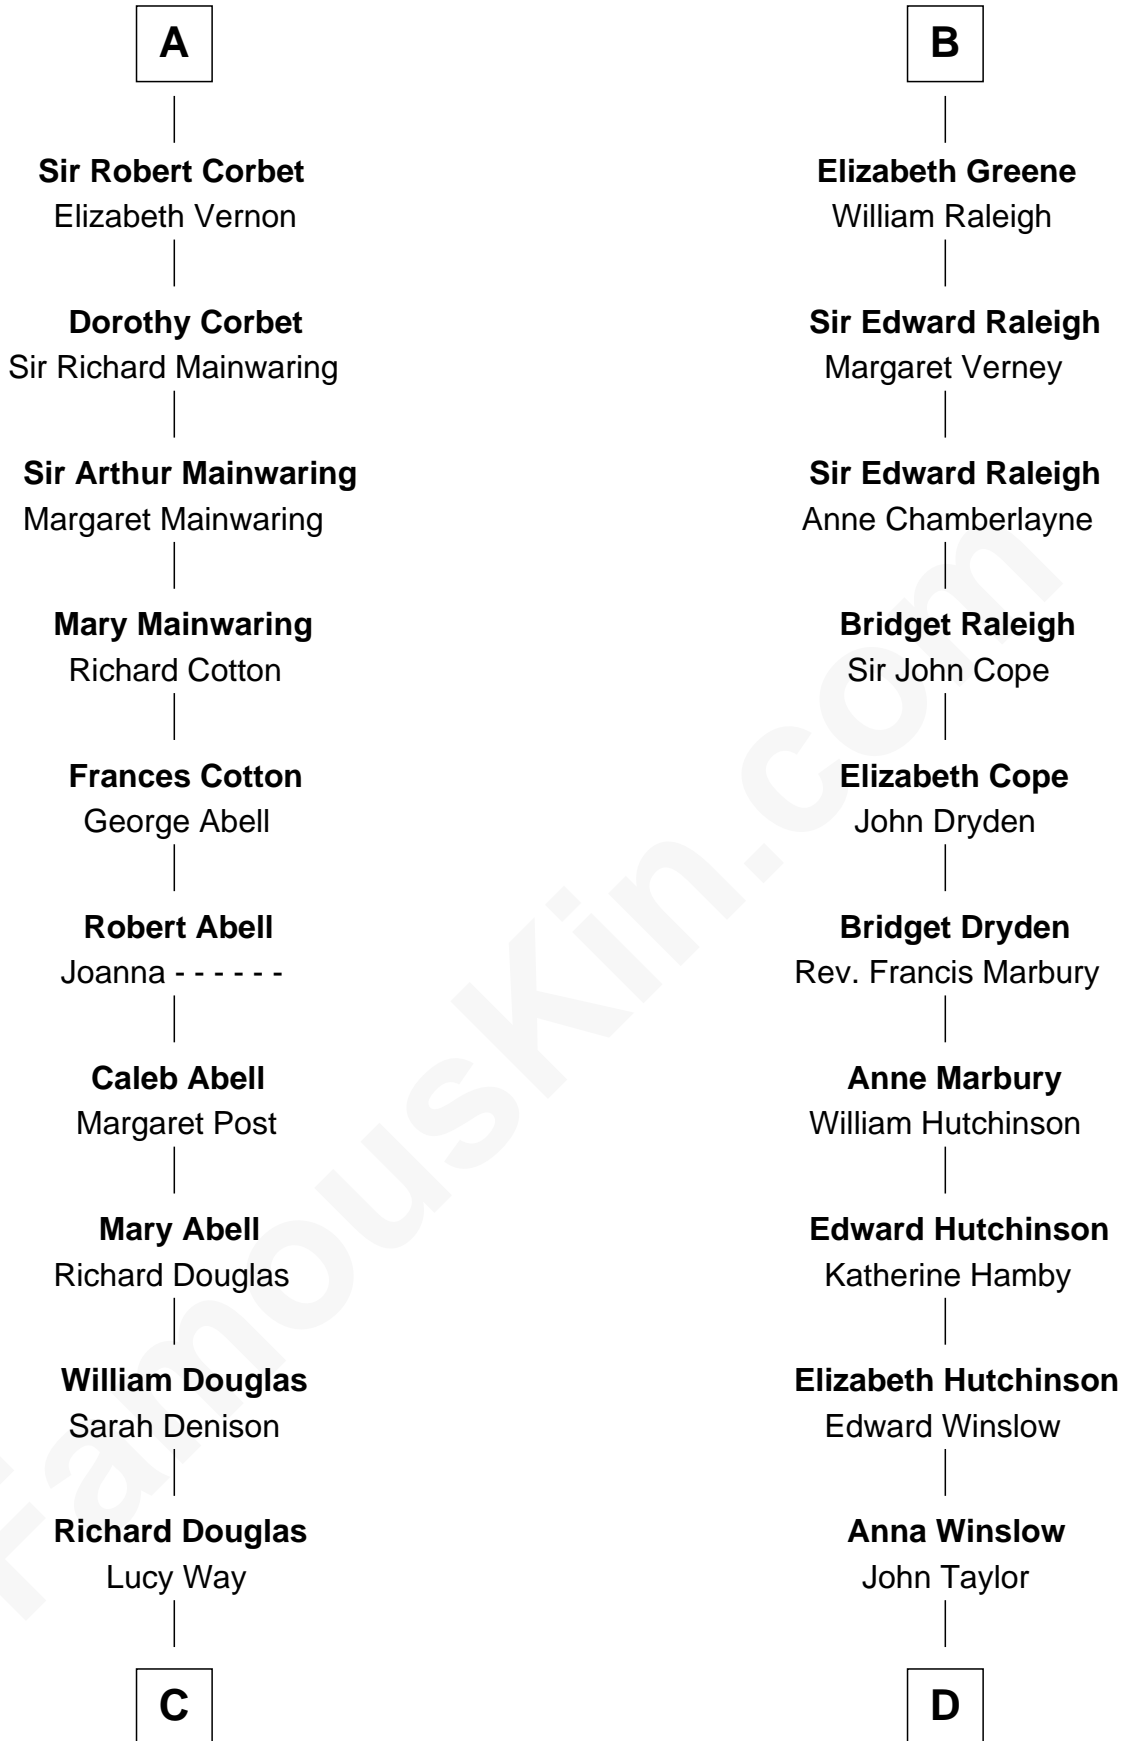 A
Sir Robert Corbet
Elizabeth Vernon
Dorothy Corbet
Sir Richard Mainwaring
Sir Arthur Mainwaring
Margaret Mainwaring
Mary Mainwaring
Richard Cotton
Frances Cotton
George Abell
Robert Abell
Joanna - - - - - -
Caleb Abell
Margaret Post
Mary Abell
Richard Douglas
William Douglas
Sarah Denison
Richard Douglas
Lucy Way
C
B
Elizabeth Greene
William Raleigh
Sir Edward Raleigh
Margaret Verney
Sir Edward Raleigh
Anne Chamberlayne
Bridget Raleigh
Sir John Cope
Elizabeth Cope
John Dryden
Bridget Dryden
Rev. Francis Marbury
Anne Marbury
William Hutchinson
Edward Hutchinson
Katherine Hamby
Elizabeth Hutchinson
Edward Winslow
Anna Winslow
John Taylor
D
FamousKin.com